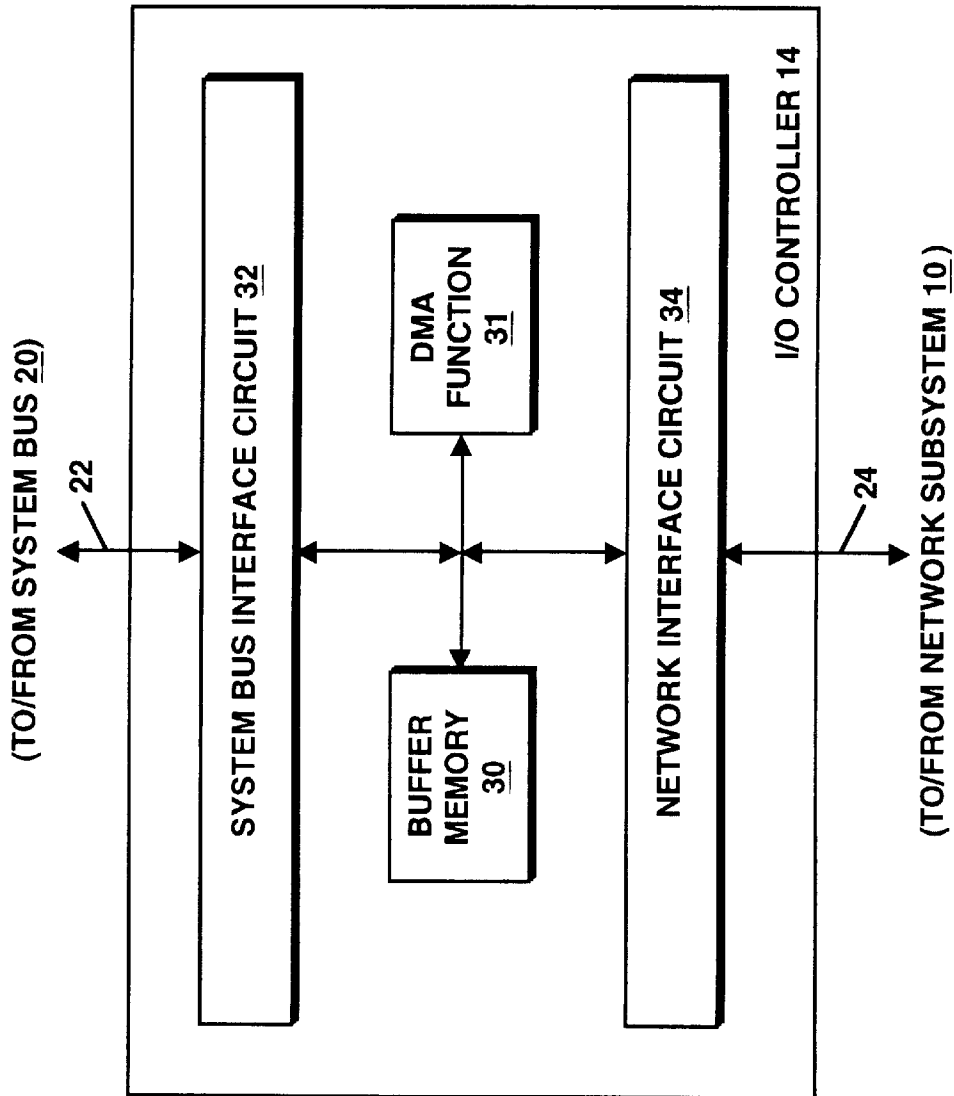 (TO/FROM SYSTEM BUS 20)
22
SYSTEM BUS INTERFACE CIRCUIT 32
BUFFER
MEMORY
30
DMA
FUNCTION
31
NETWORK INTERFACE CIRCUIT 34
I/O CONTROLLER 14
24
(TO/FROM NETWORK SUBSYSTEM 10 )